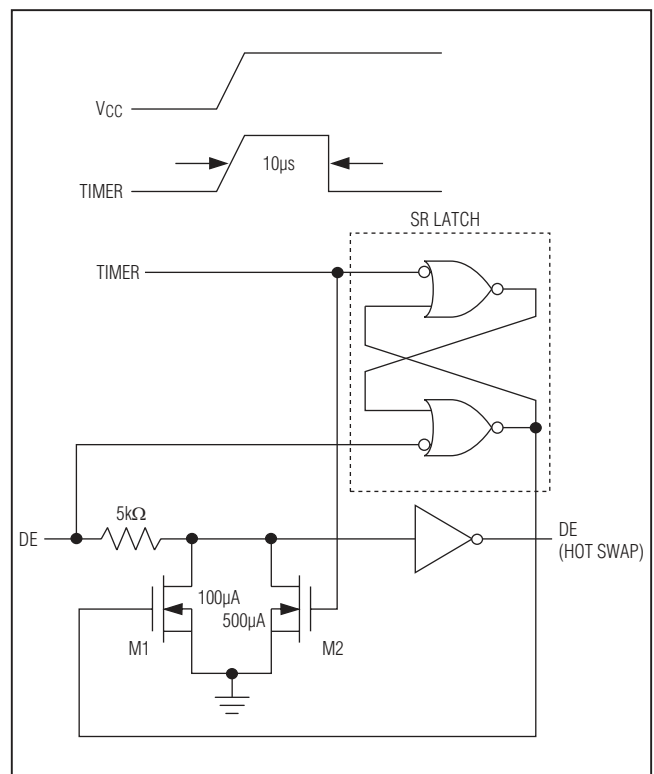 VCC
10µs
TIMER
SR LATCH
TIMER
5kΩ
DE
DE
(HOT SWAP)
100µA
500µA
M1
M2